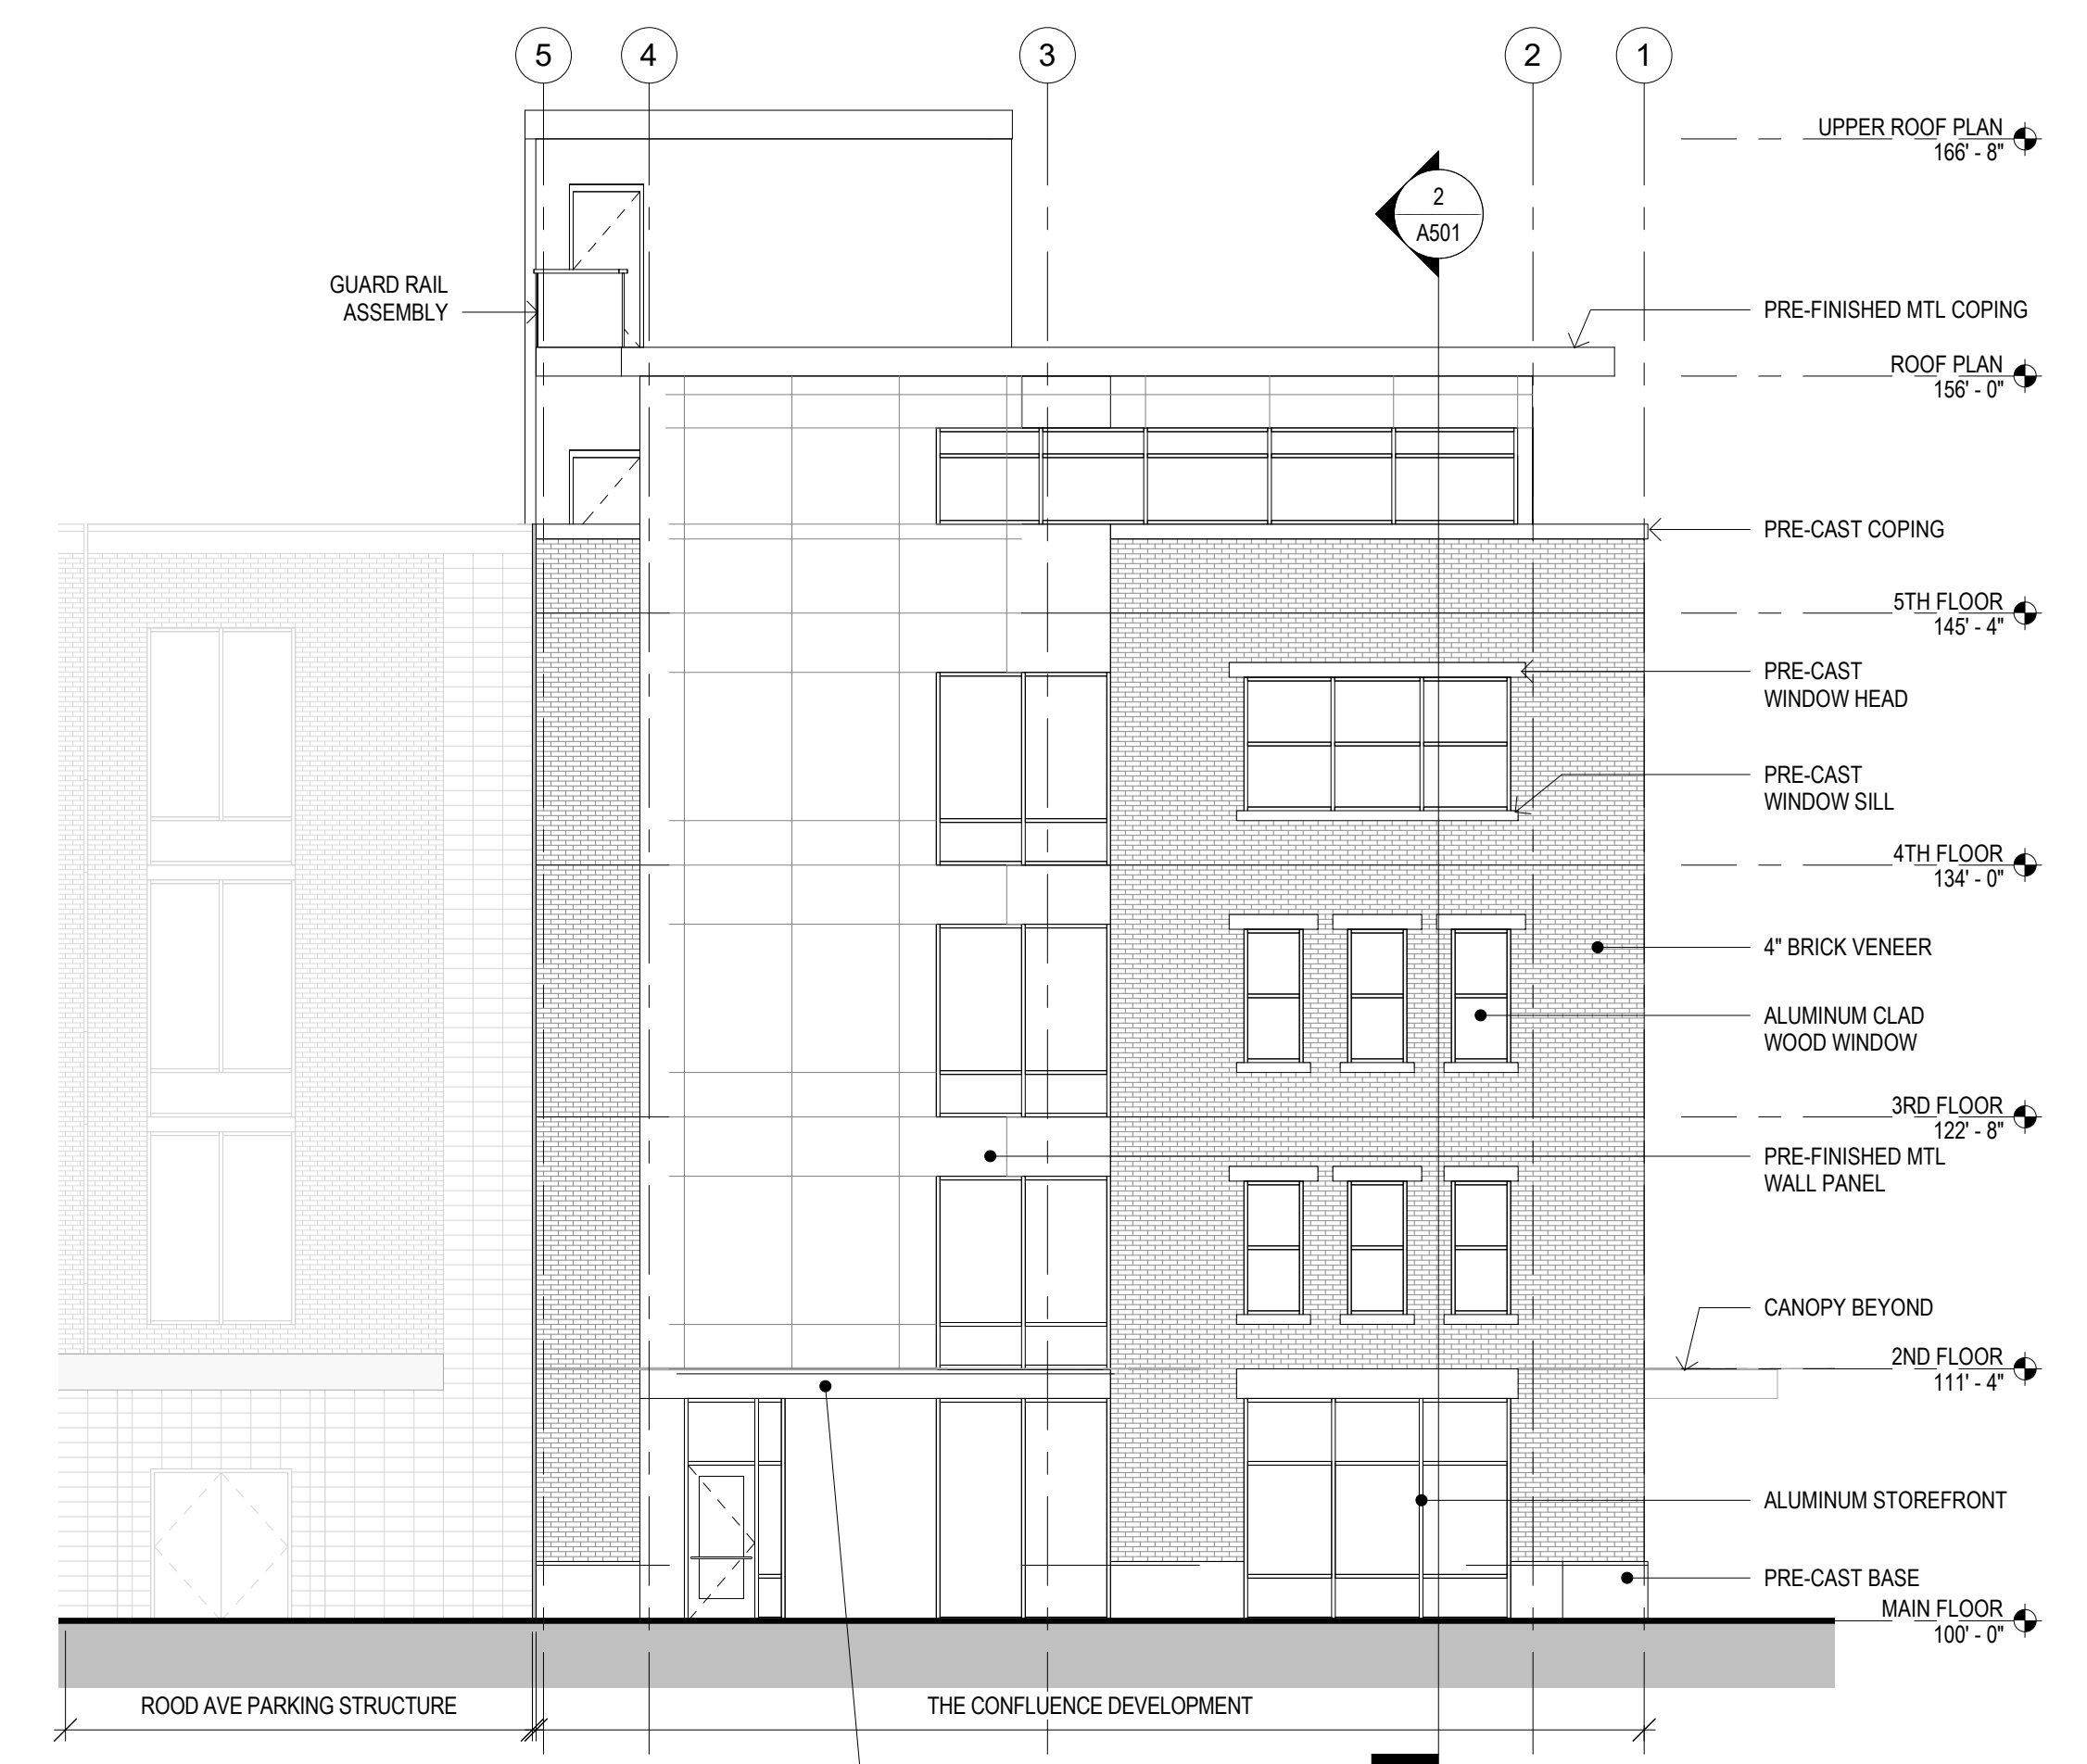 5
4
3
2
1
UPPER ROOF PLAN
166' - 8"
2
A501
GUARD RAIL
ASSEMBLY
PRE-FINISHED MTL COPING
ROOF PLAN
156' - 0"
PRE-CAST COPING
5TH FLOOR
145' - 4"
PRE-CAST
WINDOW HEAD
PRE-CAST
WINDOW SILL
4TH FLOOR
134' - 0"
4" BRICK VENEER
ALUMINUM CLAD
WOOD WINDOW
3RD FLOOR
122' - 8"
PRE-FINISHED MTL
WALL PANEL
CANOPY BEYOND
2ND FLOOR
111' - 4"
ALUMINUM STOREFRONT
PRE-CAST BASE
MAIN FLOOR
100' - 0"
ROOD AVE PARKING STRUCTURE
THE CONFLUENCE DEVELOPMENT